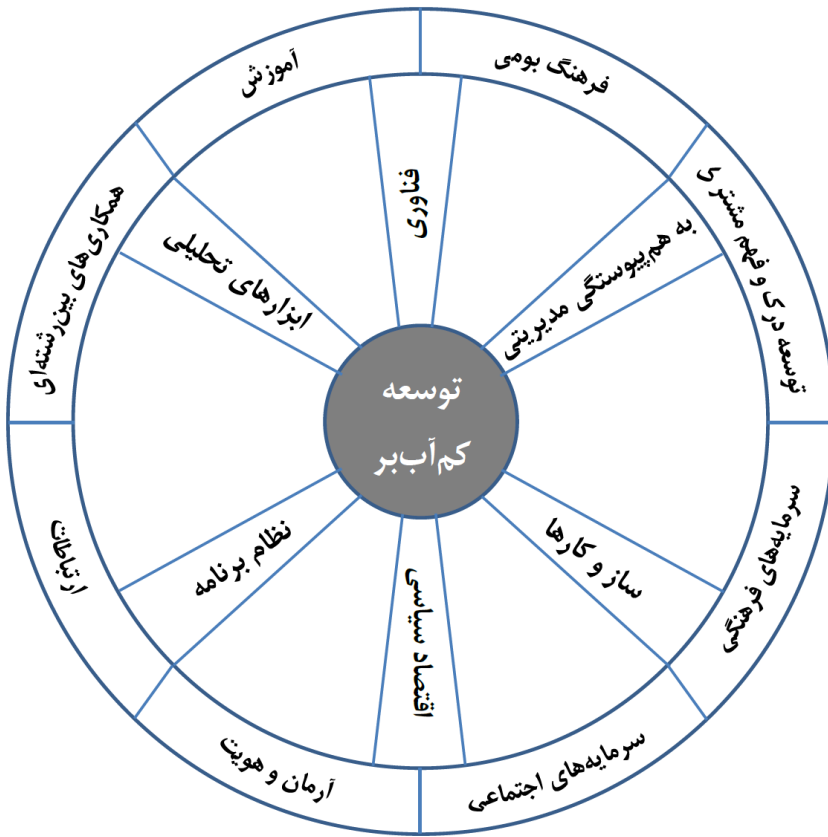 آموزش
فرهنگ بومی
توسعه درک و فهم مشتری
سرمایه‌های فرهنگی
سرمایه‌های اجتماعی
آرمان و هویت
ارتباطات
همکاری‌های بین‌رشته‌ای
فناوری
به هم‌پیوستگی مدیریتی
ساز و کارها
اقتصاد سیاسی
نظام برنامه
ابزارهای تحلیلی
توسعه
کم‌آب‌بر